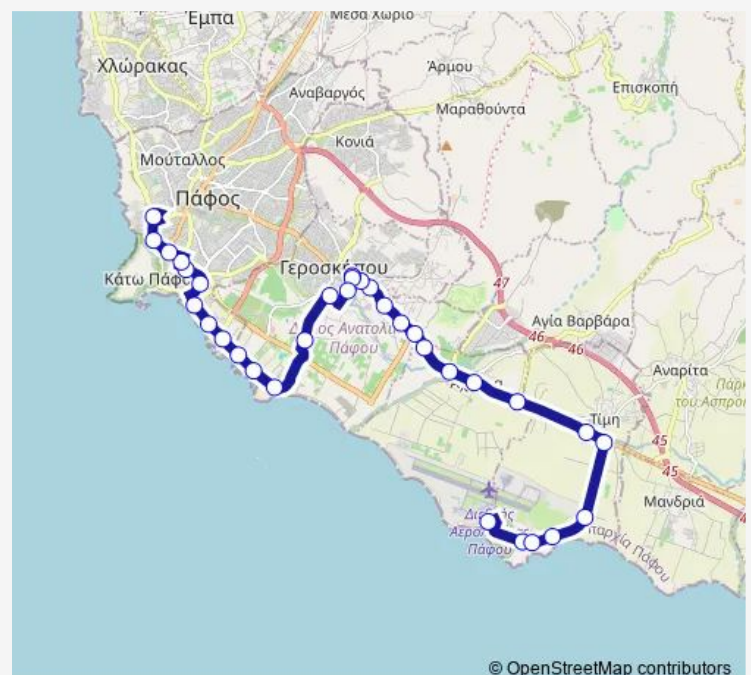 Έμπα
Μέσα Χωριό
Χλώρακας
Άρμου
Επισκοπή
Αναβαργός
Μαραθούντα
Κονιά
Μούταλλος
Πάφος
Γεροσκήπου
Κάτω Πάφος
47
Αγία Βαρβάρα
46
46
Αναρίτα
Τίμη
45
45
Μανδριά
Πάφου
© OpenStreetMap contributors